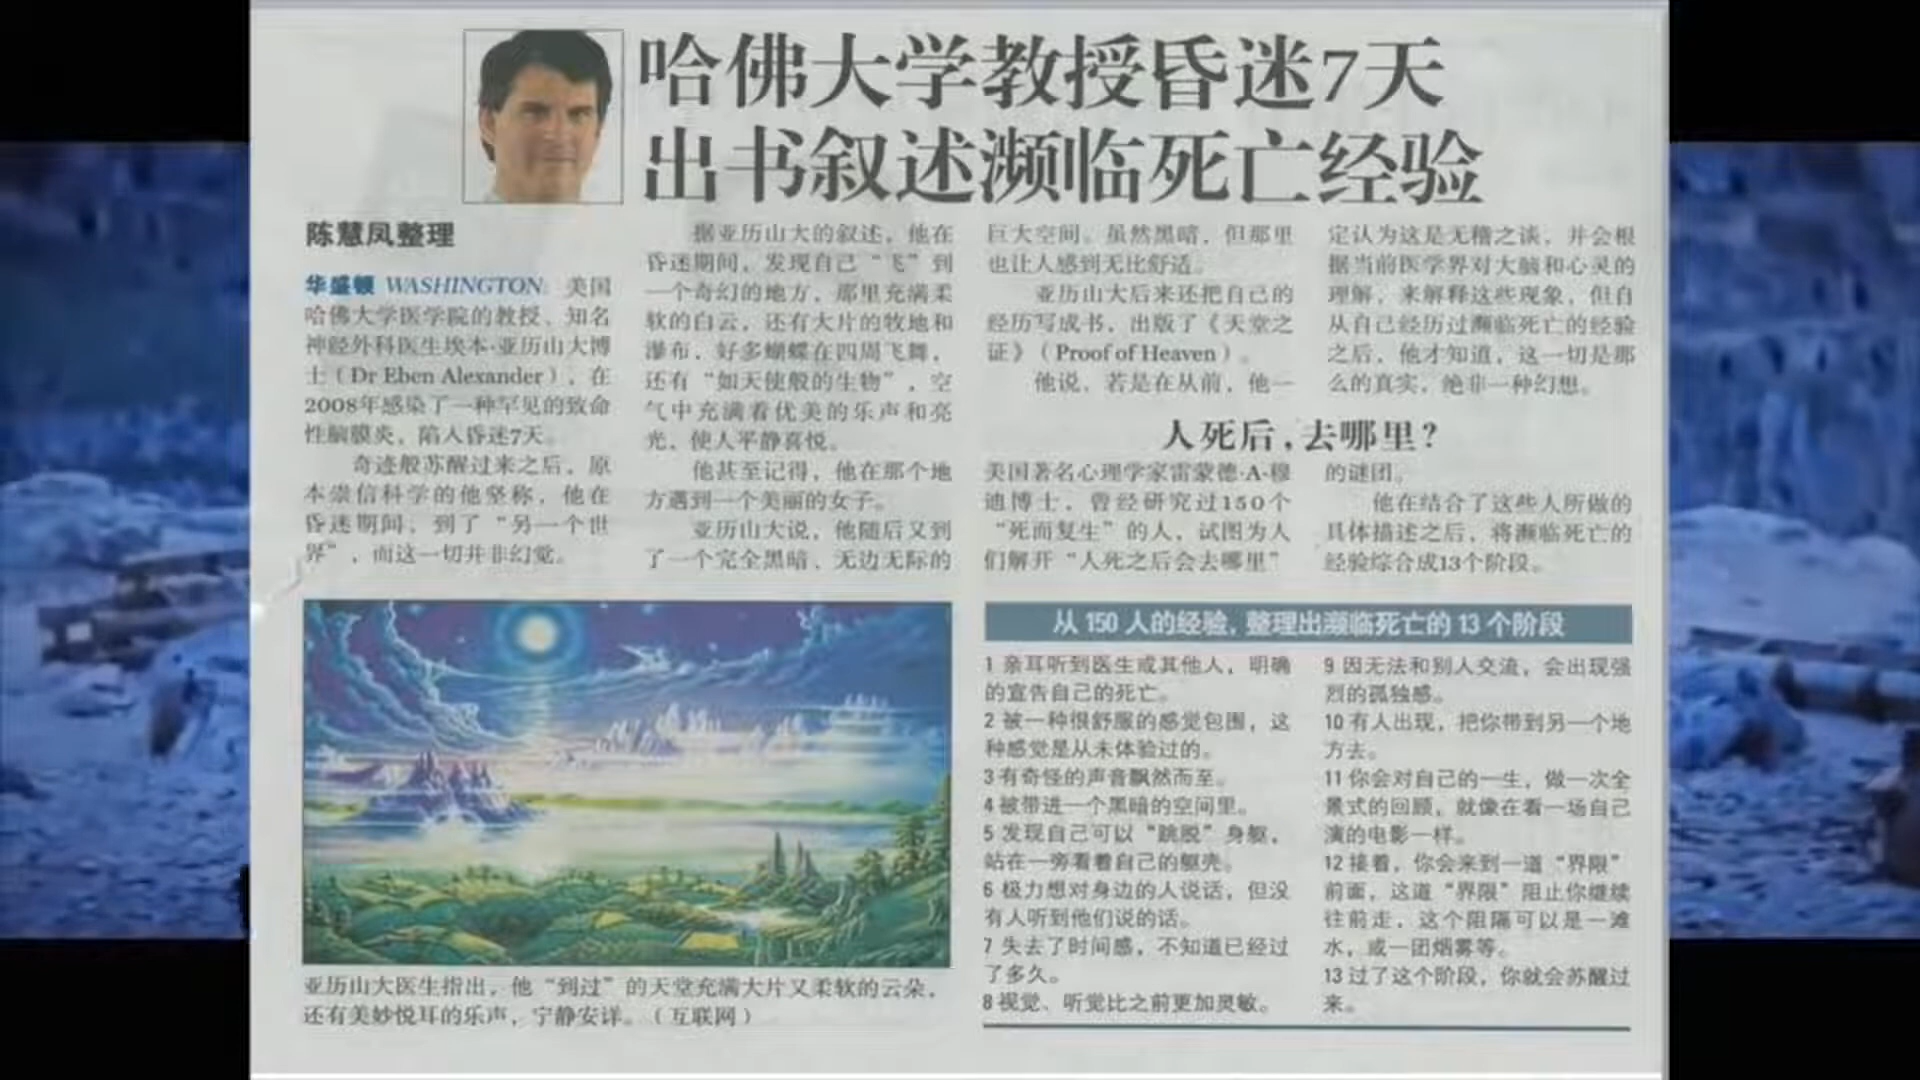 哈佛大学教授昏迷7天
出书叙述濒临死亡经验
陈慧凤整理
华盛顿 WASHINGTON: 美国
哈佛大学医学院的教授、知名
神经外科医生埃本·亚历山大博
士（Dr Eben Alexander），在
2008年感染了一种罕见的致命
性脑膜炎，陷入昏迷7天。
奇迹般苏醒过来之后，原
本崇信科学的他坚称，他在
昏迷期间，到了“另一个世
界”，而这一切并非幻觉。
据亚历山大的叙述，他在
昏迷期间，发现自己“飞”到
一个奇幻的地方，那里充满柔
软的白云，还有大片的牧地和
瀑布，好多蝴蝶在四周飞舞，
还有“如天使般的生物”，空
气中充满着优美的乐声和亮
光，使人平静喜悦。
他甚至记得，他在那个地
方遇到一个美丽的女子。
亚历山大说，他随后又到
了一个完全黑暗、无边无际的
巨大空间。虽然黑暗，但那里
也让人感到无比舒适。
亚历山大后来还把自己的
经历写成书，出版了《天堂之
证》（Proof of Heaven）。
他说，若是在从前，他一
定认为这是无稽之谈，并会根
据当前医学界对大脑和心灵的
理解，来解释这些现象，但自
从自己经历过濒临死亡的经验
之后，他才知道，这一切是那
么的真实，绝非一种幻想。
人死后，去哪里？
美国著名心理学家雷蒙德·A·穆
迪博士，曾经研究过150个
“死而复生”的人，试图为人
们解开“人死之后会去哪里”
的谜团。
他在结合了这些人所做的
具体描述之后，将濒临死亡的
经验综合成13个阶段。
从 150 人的经验，整理出濒临死亡的 13 个阶段
1 亲耳听到医生或其他人，明确
的宣告自己的死亡。
2 被一种很舒服的感觉包围，这
种感觉是从未体验过的。
3 有奇怪的声音飘然而至。
4 被带进一个黑暗的空间里。
5 发现自己可以“跳脱”身躯，
站在一旁看着自己的躯壳。
6 极力想对身边的人说话，但没
有人听到他们说的话。
7 失去了时间感，不知道已经过
了多久。
8 视觉、听觉比之前更加灵敏。
9 因无法和别人交流，会出现强
烈的孤独感。
10 有人出现，把你带到另一个地
方去。
11 你会对自己的一生，做一次全
景式的回顾，就像在看一场自己
演的电影一样。
12 接着，你会来到一道“界限”
前面，这道“界限”阻止你继续
往前走，这个阻隔可以是一滩
水，或一团烟雾等。
13 过了这个阶段，你就会苏醒过
来。
亚历山大医生指出，他“到过”的天堂充满大片又柔软的云朵，
还有美妙悦耳的乐声，宁静安详。（互联网）